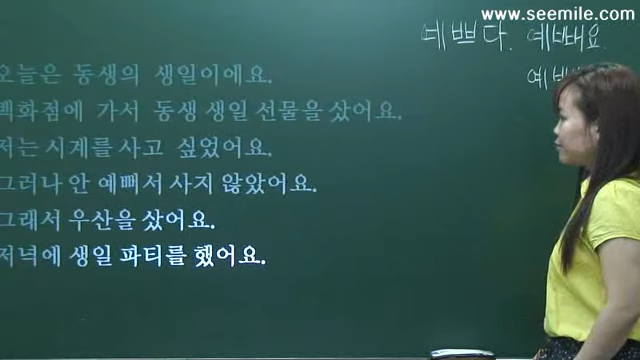 www.seemile.com
예쁘다. 예뻐요.
오늘은 동생의 생일이에요.
백화점에 가서 동생 생일 선물을 샀어요.
저는 시계를 사고 싶었어요.
그러나 안 예뻐서 사지 않았어요.
그래서 우산을 샀어요.
저녁에 생일 파티를 했어요.